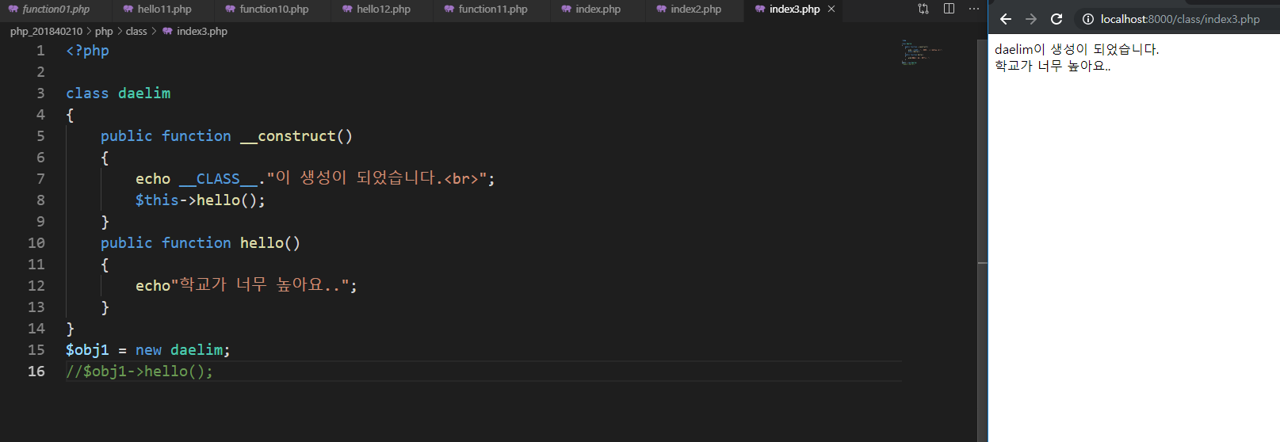 function01.php hello11.php function10.php hello12.php function11.php index.php index2.php index3.php
php_201840210 > php > class > index3.php
1 <?php
2
3 class daelim
4 {
5 public function __construct()
6 {
7 echo __CLASS__."이 생성이 되었습니다.<br>";
8 $this->hello();
9 }
10 public function hello()
11 {
12 echo"학교가 너무 높아요..";
13 }
14 }
15 $obj1 = new daelim;
16 //$obj1->hello();
localhost:8000/class/index3.php
daelim이 생성이 되었습니다.
학교가 너무 높아요..